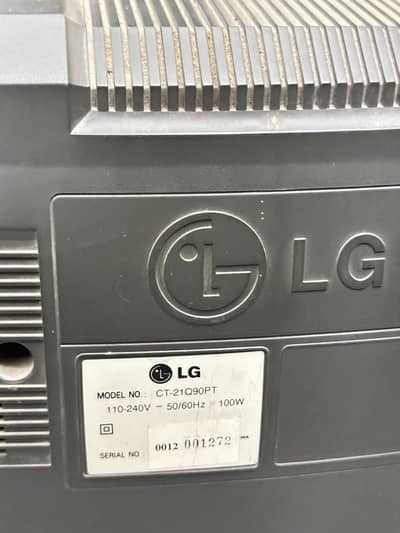 LG
LG
MODEL NO.: CT-21Q90PT
110-240V ~ 50/60Hz 100W
SERIAL NO.: 0012 001272